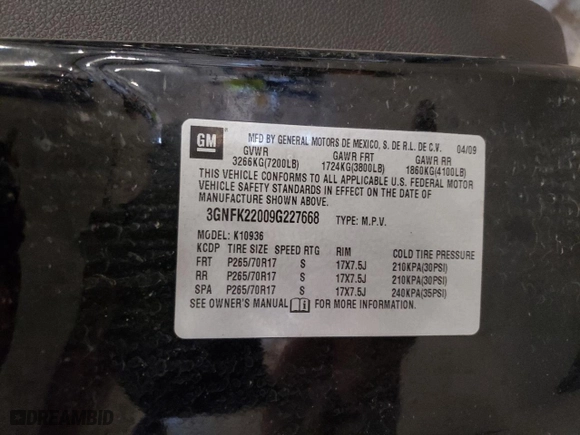 GM
MFD BY GENERAL MOTORS DE MEXICO, S. DE R.L. DE C.V. 04/09
GVWR GAWR FRT GAWR RR
3266KG(7200LB) 1724KG(3800LB) 1860KG(4100LB)
THIS VEHICLE CONFORMS TO ALL APPLICABLE U.S. FEDERAL MOTOR
VEHICLE SAFETY STANDARDS IN EFFECT ON THE DATE OF
MANUFACTURE SHOWN ABOVE.
3GNFK22009G227668 TYPE: M.P.V.
MODEL: K10936
KCDP TIRE SIZE SPEED RTG RIM COLD TIRE PRESSURE
FRT P265/70R17 S 17X7.5J 210KPA(30PSI)
RR P265/70R17 S 17X7.5J 210KPA(30PSI)
SPA P265/70R17 S 17X7.5J 240KPA(35PSI)
SEE OWNER'S MANUAL FOR MORE INFORMATION.
DREAMBID